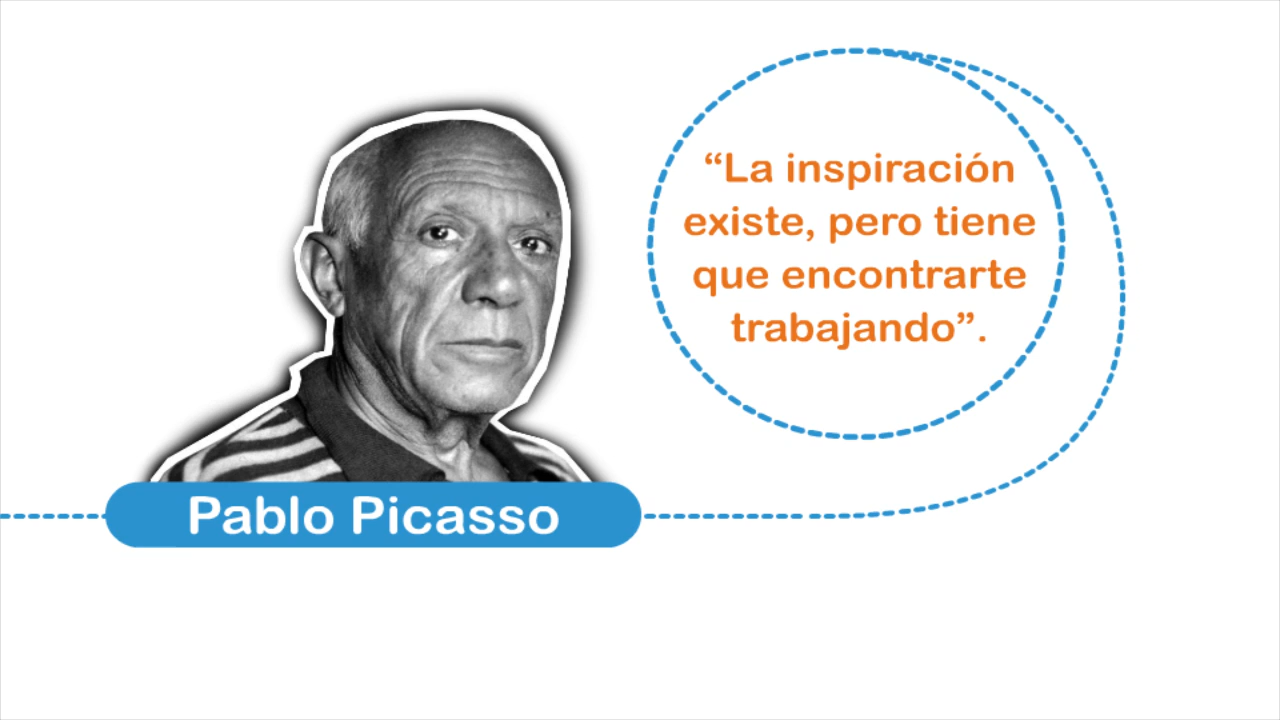 “La inspiración
existe, pero tiene
que encontrarte
trabajando”.
Pablo Picasso